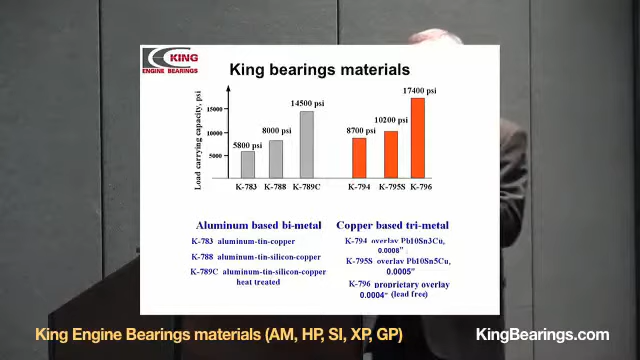 KING
ENGINE BEARINGS
King bearings materials
Load carrying capacity, psi
15000
10000
5000
5800 psi
8000 psi
14500 psi
8700 psi
10200 psi
17400 psi
K-783 K-788 K-789C K-794 K-795S K-796
Aluminum based bi-metal
K-783 aluminum-tin-copper
K-788 aluminum-tin-silicon-copper
K-789C aluminum-tin-silicon-copper
heat treated
Copper based tri-metal
K-794 overlay Pb10Sn3Cu,
0.0008"
K-795S overlay Pb10Sn5Cu,
0.0005"
K-796 proprietary overlay
0.0004" (lead free)
King Engine Bearings materials (AM, HP, SI, XP, GP)
KingBearings.com